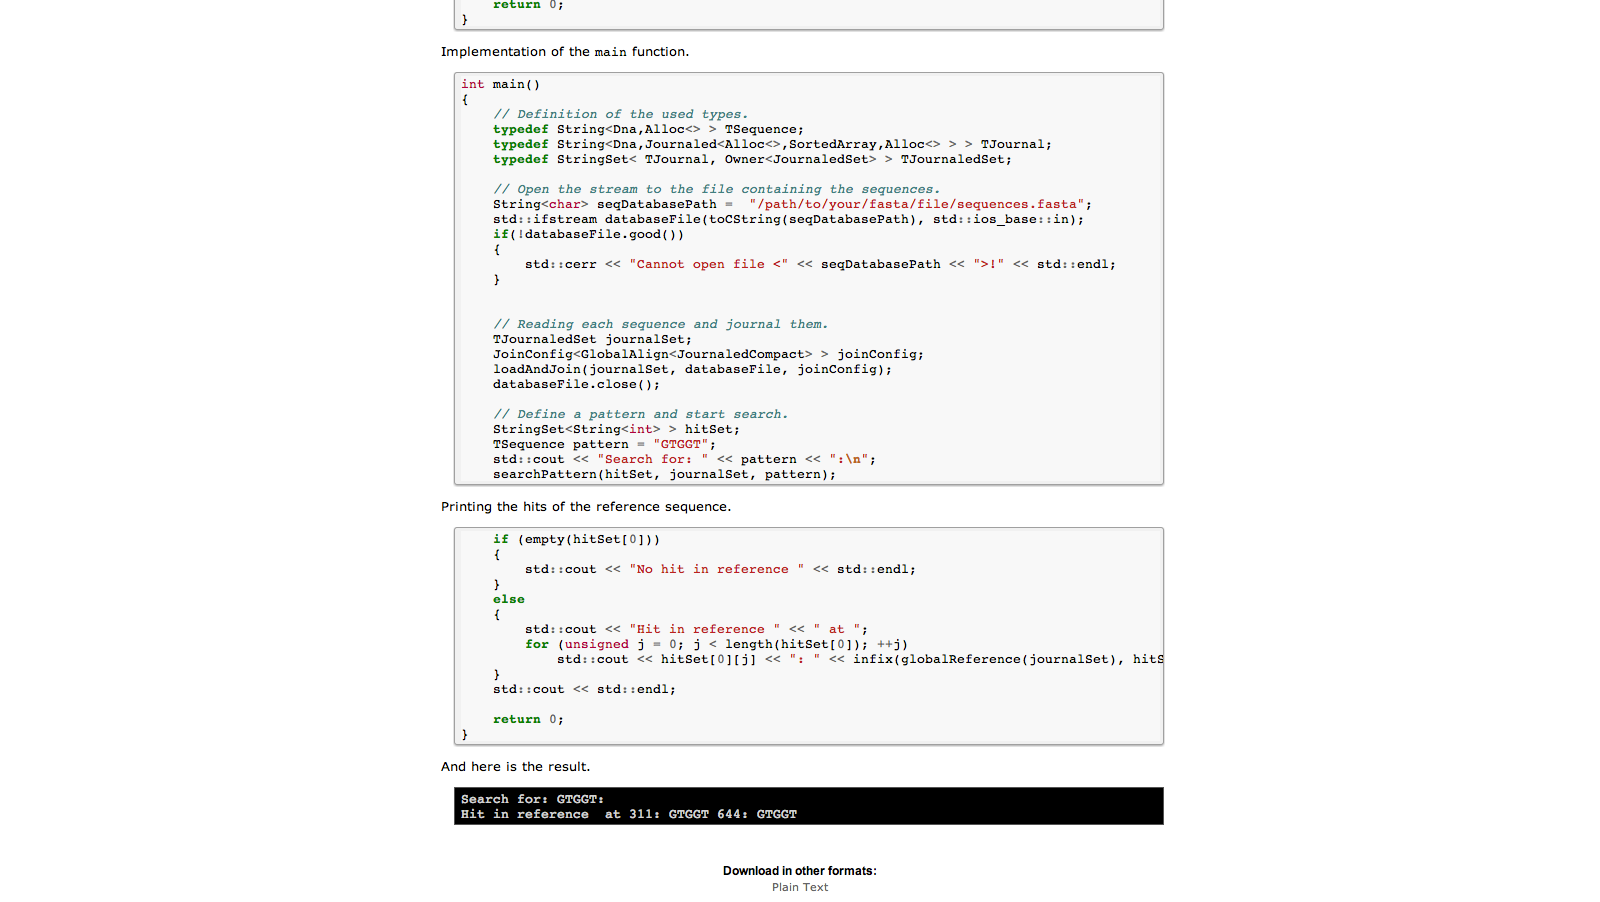 return 0;
}
Implementation of the main function.
int main()
{
    // Definition of the used types.
    typedef String<Dna,Alloc<> > TSequence;
    typedef String<Dna,Journaled<Alloc<>,SortedArray,Alloc<> > > TJournal;
    typedef StringSet< TJournal, Owner<JournaledSet> > TJournaledSet;

    // Open the stream to the file containing the sequences.
    String<char> seqDatabasePath =  "/path/to/your/fasta/file/sequences.fasta";
    std::ifstream databaseFile(toCString(seqDatabasePath), std::ios_base::in);
    if(!databaseFile.good())
    {
        std::cerr << "Cannot open file <" << seqDatabasePath << ">!" << std::endl;
    }


    // Reading each sequence and journal them.
    TJournaledSet journalSet;
    JoinConfig<GlobalAlign<JournaledCompact> > joinConfig;
    loadAndJoin(journalSet, databaseFile, joinConfig);
    databaseFile.close();

    // Define a pattern and start search.
    StringSet<String<int> > hitSet;
    TSequence pattern = "GTGGT";
    std::cout << "Search for: " << pattern << ":\n";
    searchPattern(hitSet, journalSet, pattern);
Printing the hits of the reference sequence.
    if (empty(hitSet[0]))
    {
        std::cout << "No hit in reference " << std::endl;
    }
    else
    {
        std::cout << "Hit in reference " << " at ";
        for (unsigned j = 0; j < length(hitSet[0]); ++j)
            std::cout << hitSet[0][j] << ": " << infix(globalReference(journalSet), hitS
    }
    std::cout << std::endl;

    return 0;
}
And here is the result.
Search for: GTGGT:
Hit in reference  at 311: GTGGT 644: GTGGT
Download in other formats:
Plain Text